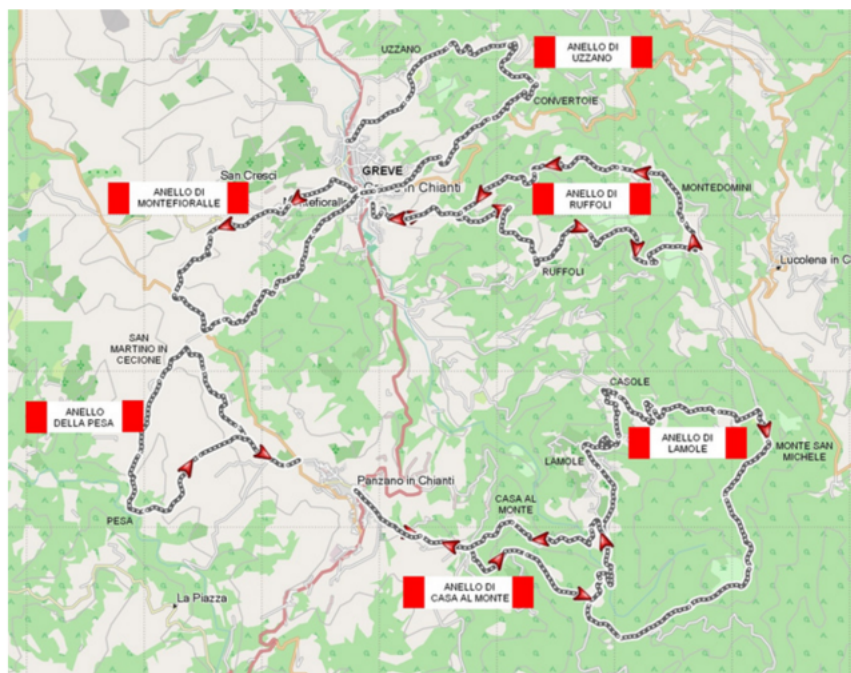 UZZANO
ANELLO DI
UZZANO
CONVERTOIE
GREVE
San Cresci
in Chianti
ANELLO DI
MONTEFIORALLE
ANELLO DI
RUFFOLI
MONTEDOMINI
Lucolena in C
RUFFOLI
SAN
MARTINO IN
CECIONE
CASOLE
ANELLO
DELLA PESA
ANELLO DI
LAMOLE
MONTE SAN
MICHELE
LAMOLE
Panzano in Chianti
CASA AL
MONTE
PESA
ANELLO DI
CASA AL MONTE
La Piazza